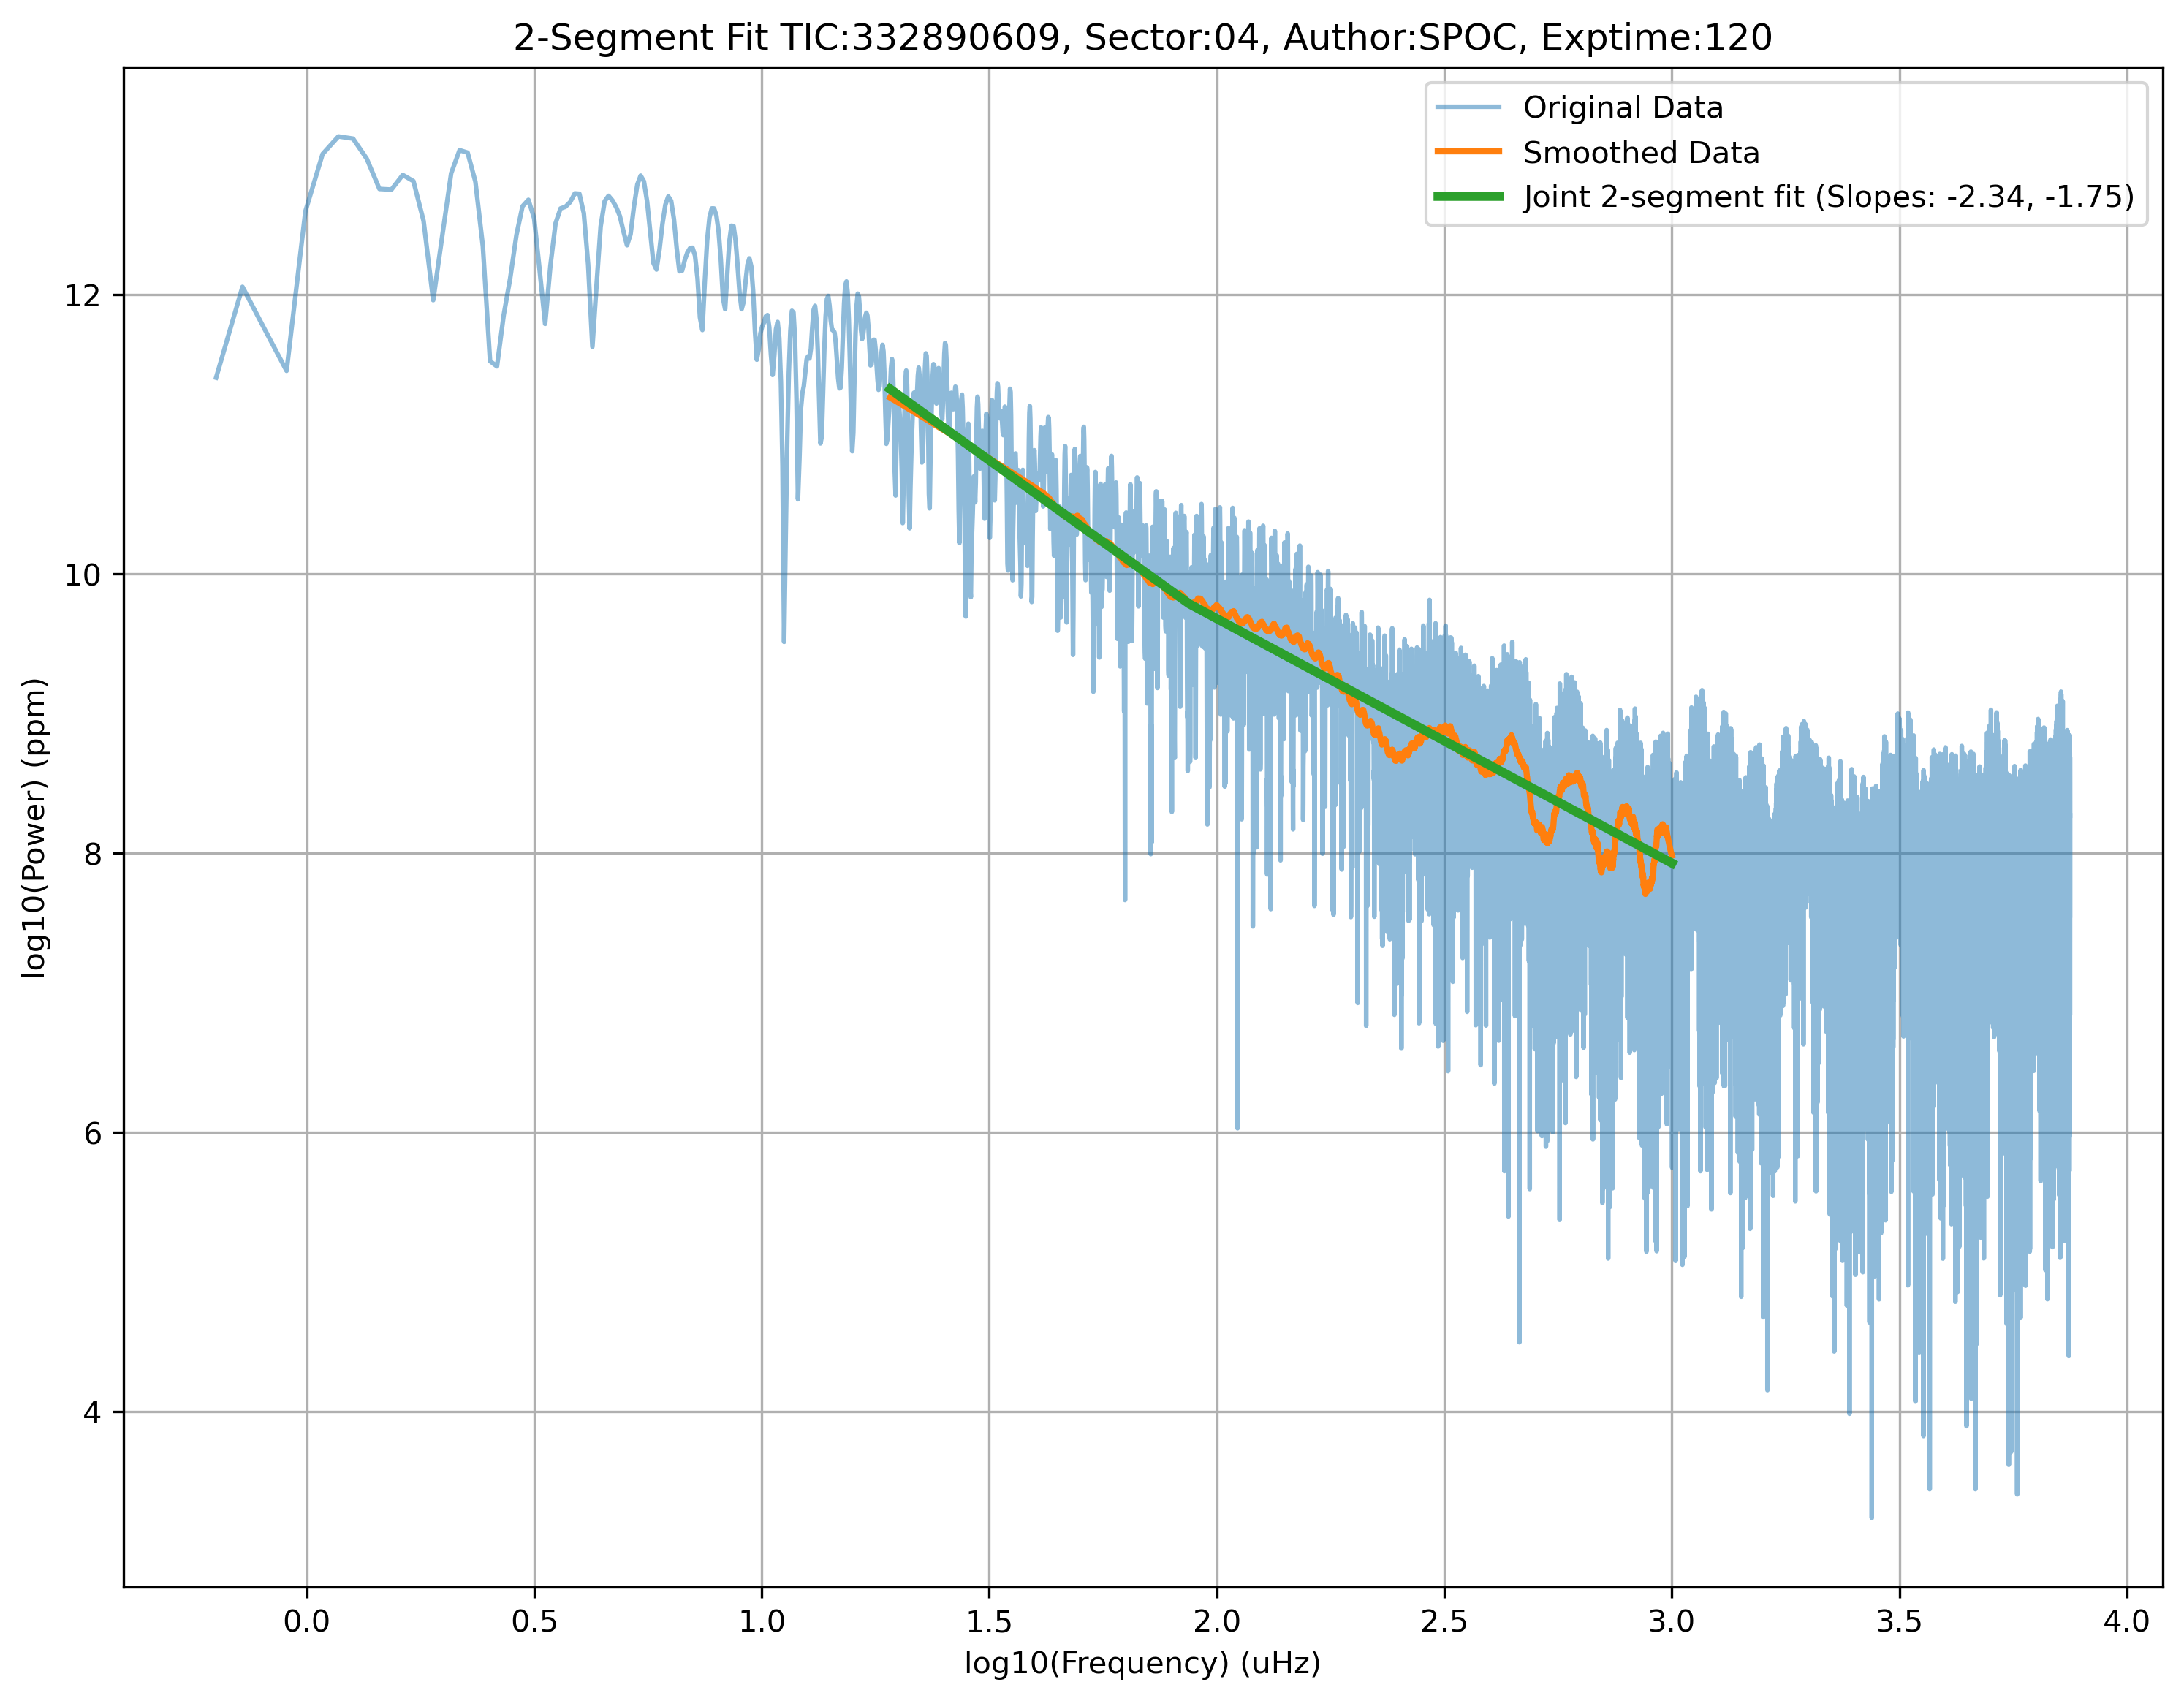 2-Segment Fit TIC:332890609, Sector:04, Author:SPOC, Exptime:120
Original Data
Smoothed Data
Joint 2-segment fit (Slopes: -2.34, -1.75)
log10(Power) (ppm)
12
10
8
6
4
0.0 0.5 1.0 1.5 2.0 2.5 3.0 3.5 4.0
log10(Frequency) (uHz)